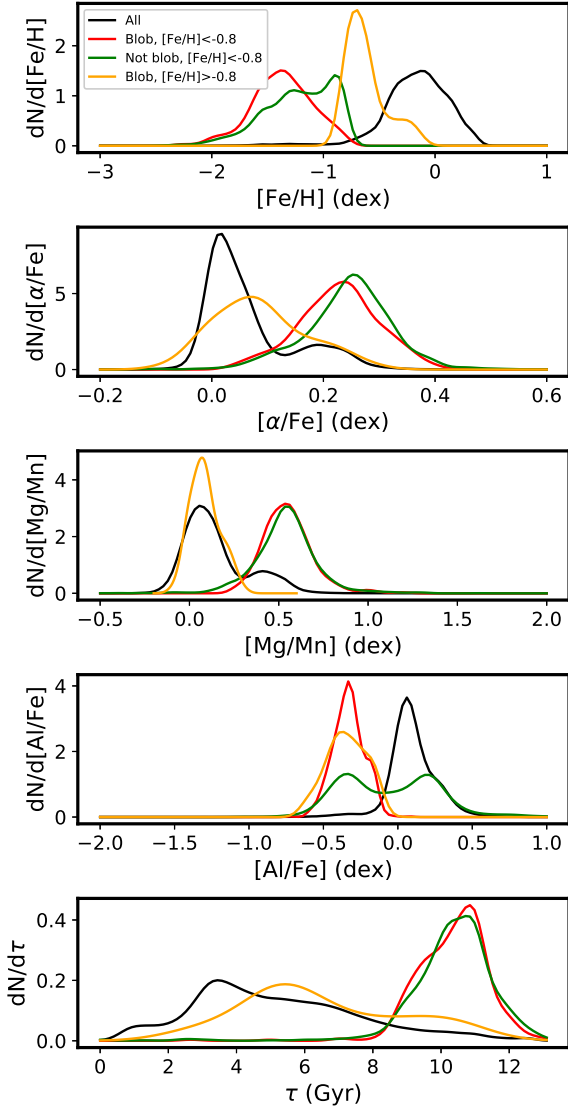 All
Blob, [Fe/H]<-0.8
Not blob, [Fe/H]<-0.8
Blob, [Fe/H]>-0.8
dN/d[Fe/H]
2
1
0
−3 −2 −1 0 1
[Fe/H] (dex)
dN/d[α/Fe]
5
0
−0.2 0.0 0.2 0.4 0.6
[α/Fe] (dex)
dN/d[Mg/Mn]
4
2
0
−0.5 0.0 0.5 1.0 1.5 2.0
[Mg/Mn] (dex)
dN/d[Al/Fe]
4
2
0
−2.0 −1.5 −1.0 −0.5 0.0 0.5 1.0
[Al/Fe] (dex)
dN/dτ
0.4
0.2
0.0
0 2 4 6 8 10 12
τ (Gyr)